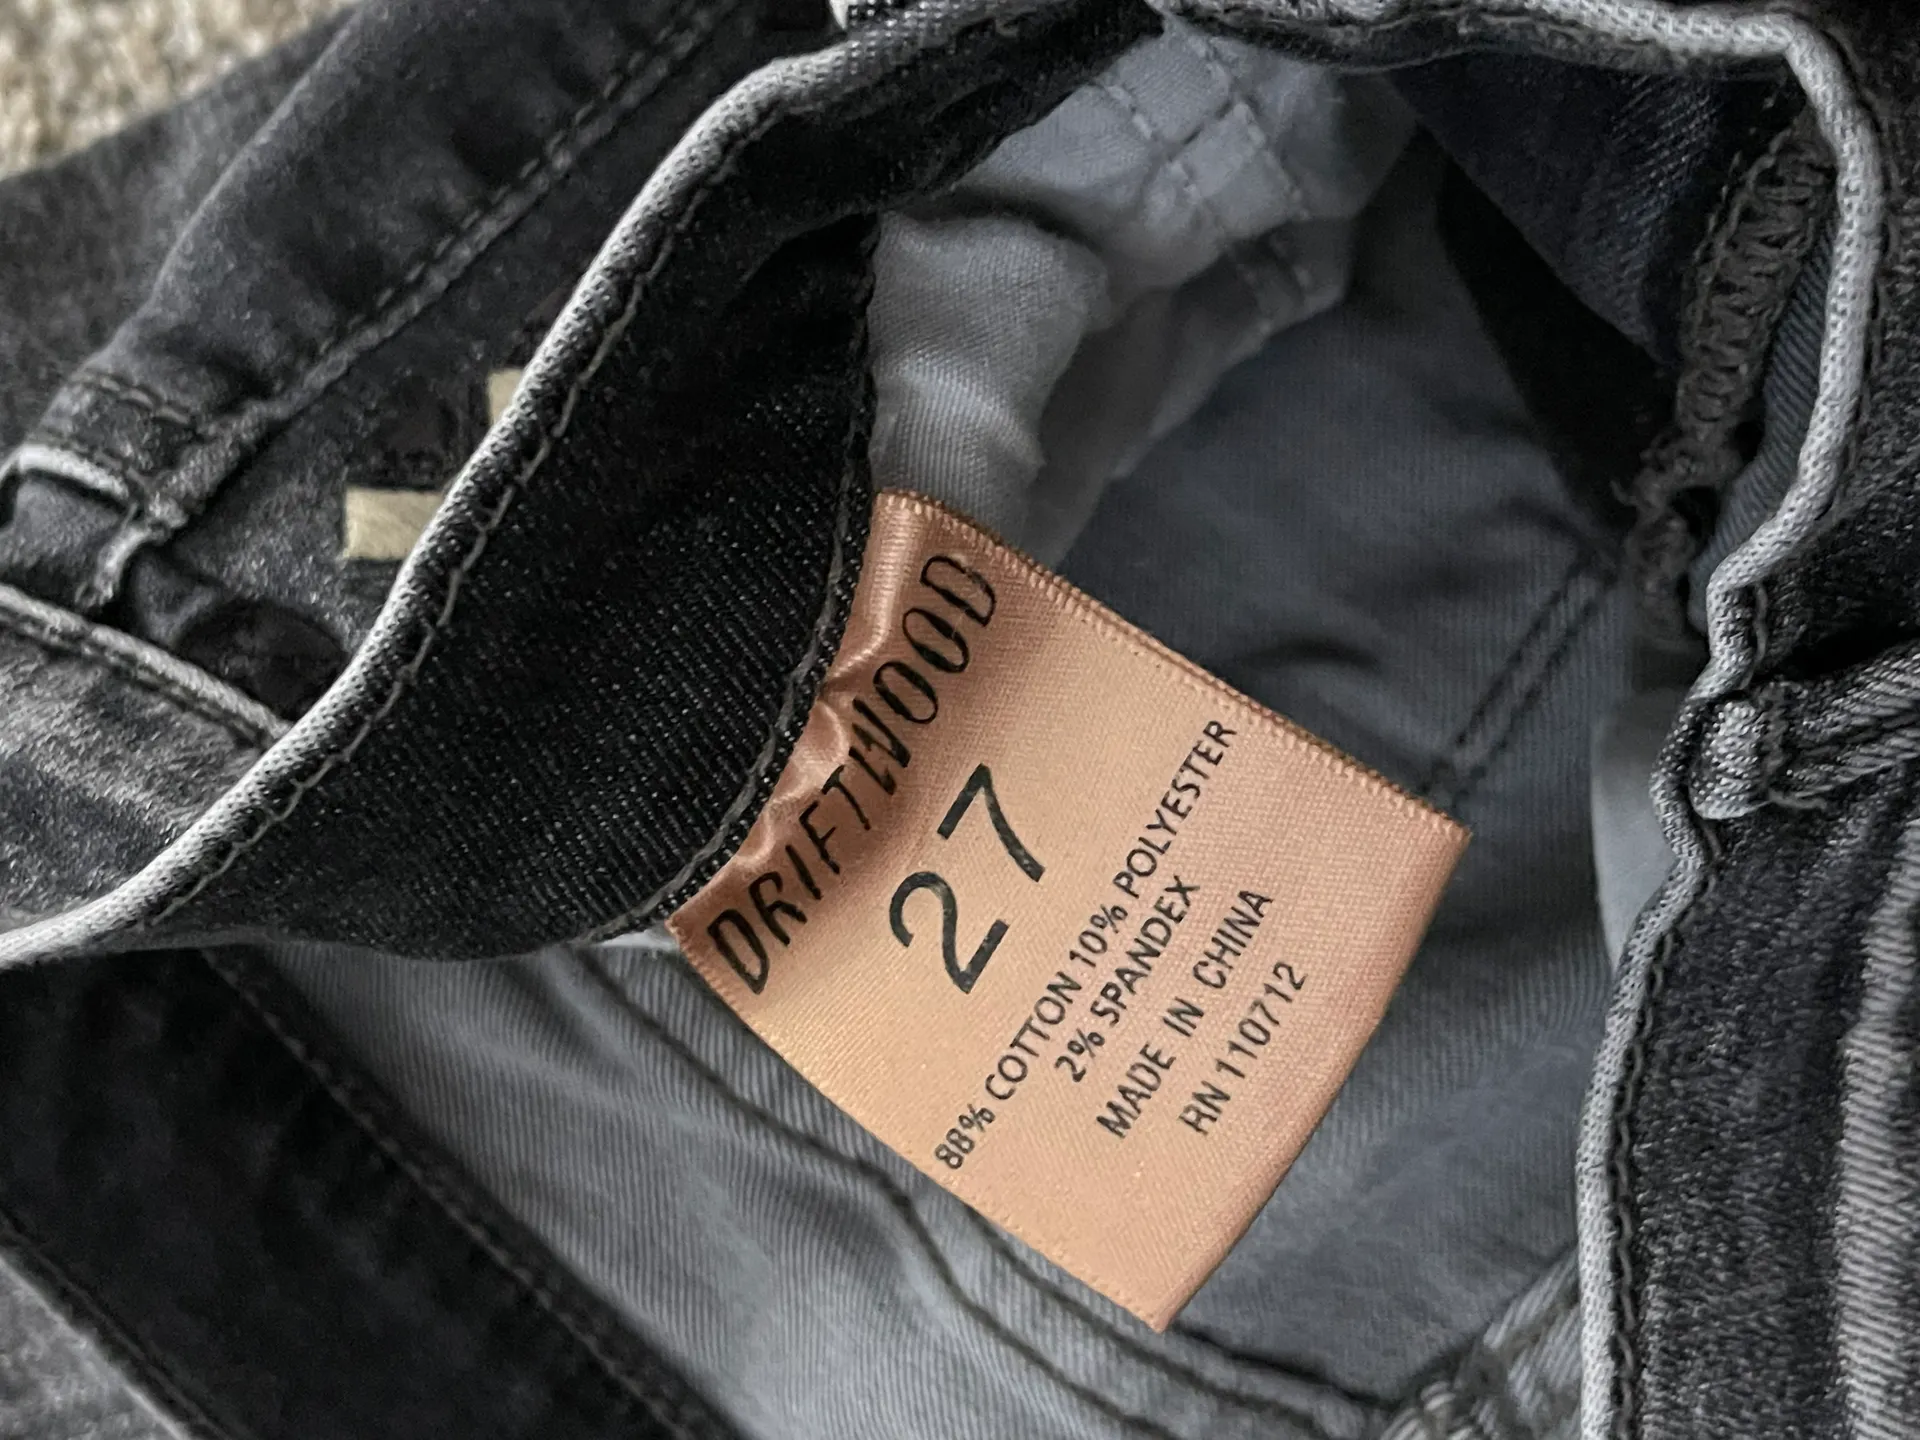 DRIFTWOOD
27
88% COTTON 10% POLYESTER
2% SPANDEX
MADE IN CHINA
RN 110712